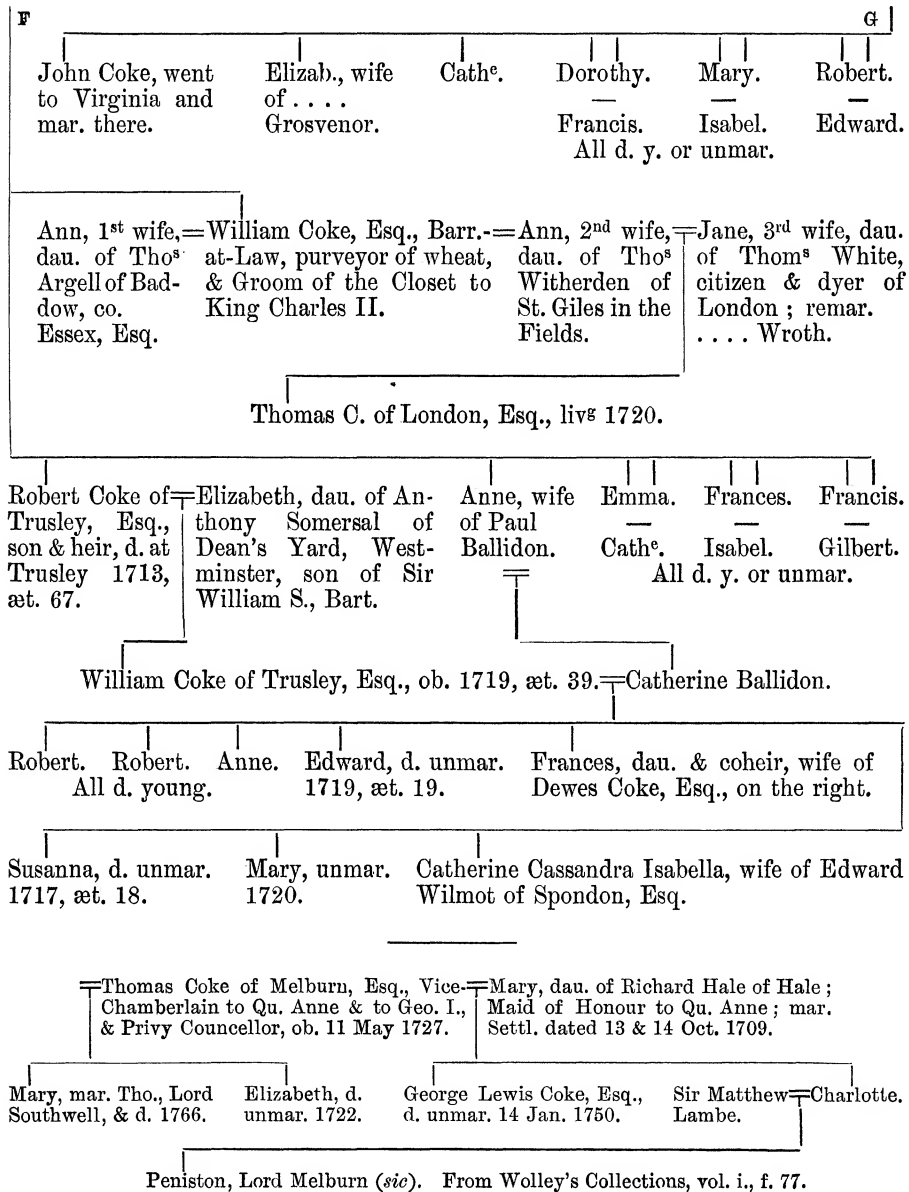 F G
John Coke, went
to Virginia and
mar. there.
Elizab., wife
of . . . .
Grosvenor.
Cathᵉ.
Dorothy.
—
Francis.
Mary.
—
Isabel.
Robert.
—
Edward.
All d. y. or unmar.
Ann, 1ˢᵗ wife,=
dau. of Thoˢ
Argell of Bad-
dow, co.
Essex, Esq.
William Coke, Esq., Barr.-=
at-Law, purveyor of wheat,
& Groom of the Closet to
King Charles II.
Ann, 2ⁿᵈ wife,=
dau. of Thoˢ
Witherden of
St. Giles in the
Fields.
Jane, 3ʳᵈ wife, dau.
of Thomˢ White,
citizen & dyer of
London ; remar.
. . . . Wroth.
Thomas C. of London, Esq., livᵍ 1720.
Robert Coke of=
Trusley, Esq.,
son & heir, d. at
Trusley 1713,
æt. 67.
Elizabeth, dau. of An-
thony Somersal of
Dean's Yard, West-
minster, son of Sir
William S., Bart.
Anne, wife
of Paul
Ballidon.
Emma.
—
Cathᵉ.
Frances.
—
Isabel.
Francis.
—
Gilbert.
All d. y. or unmar.
William Coke of Trusley, Esq., ob. 1719, æt. 39.=Catherine Ballidon.
Robert. Robert. Anne.
All d. young.
Edward, d. unmar.
1719, æt. 19.
Frances, dau. & coheir, wife of
Dewes Coke, Esq., on the right.
Susanna, d. unmar.
1717, æt. 18.
Mary, unmar.
1720.
Catherine Cassandra Isabella, wife of Edward
Wilmot of Spondon, Esq.
=Thomas Coke of Melburn, Esq., Vice-=
Chamberlain to Qu. Anne & to Geo. I.,
& Privy Councellor, ob. 11 May 1727.
Mary, dau. of Richard Hale of Hale ;
Maid of Honour to Qu. Anne ; mar.
Settl. dated 13 & 14 Oct. 1709.
Mary, mar. Tho., Lord
Southwell, & d. 1766.
Elizabeth, d.
unmar. 1722.
George Lewis Coke, Esq.,
d. unmar. 14 Jan. 1750.
Sir Matthew=Charlotte.
Lambe.
Peniston, Lord Melburn (sic). From Wolley's Collections, vol. i., f. 77.